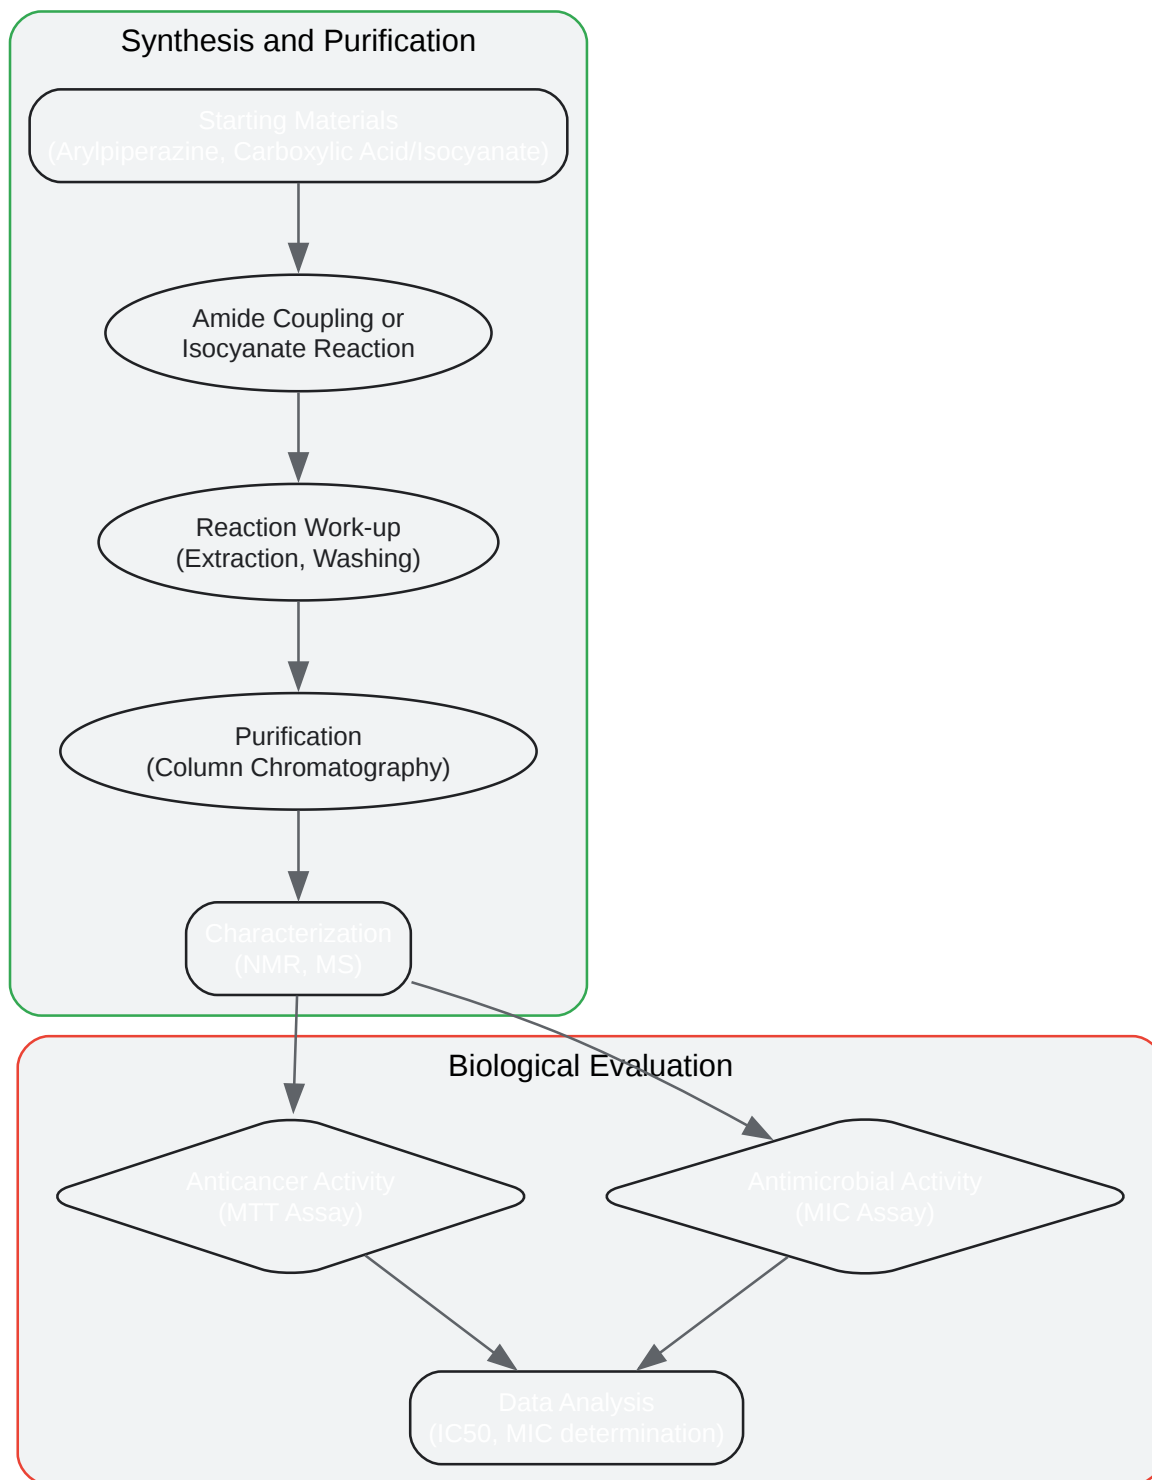 Synthesis and Purification
Starting Materials
(Arylpiperazine, Carboxylic Acid/Isocyanate)
Amide Coupling or
Isocyanate Reaction
Reaction Work-up
(Extraction, Washing)
Purification
(Column Chromatography)
Characterization
(NMR, MS)
Biological Evaluation
Anticancer Activity
(MTT Assay)
Antimicrobial Activity
(MIC Assay)
Data Analysis
(IC50, MIC determination)